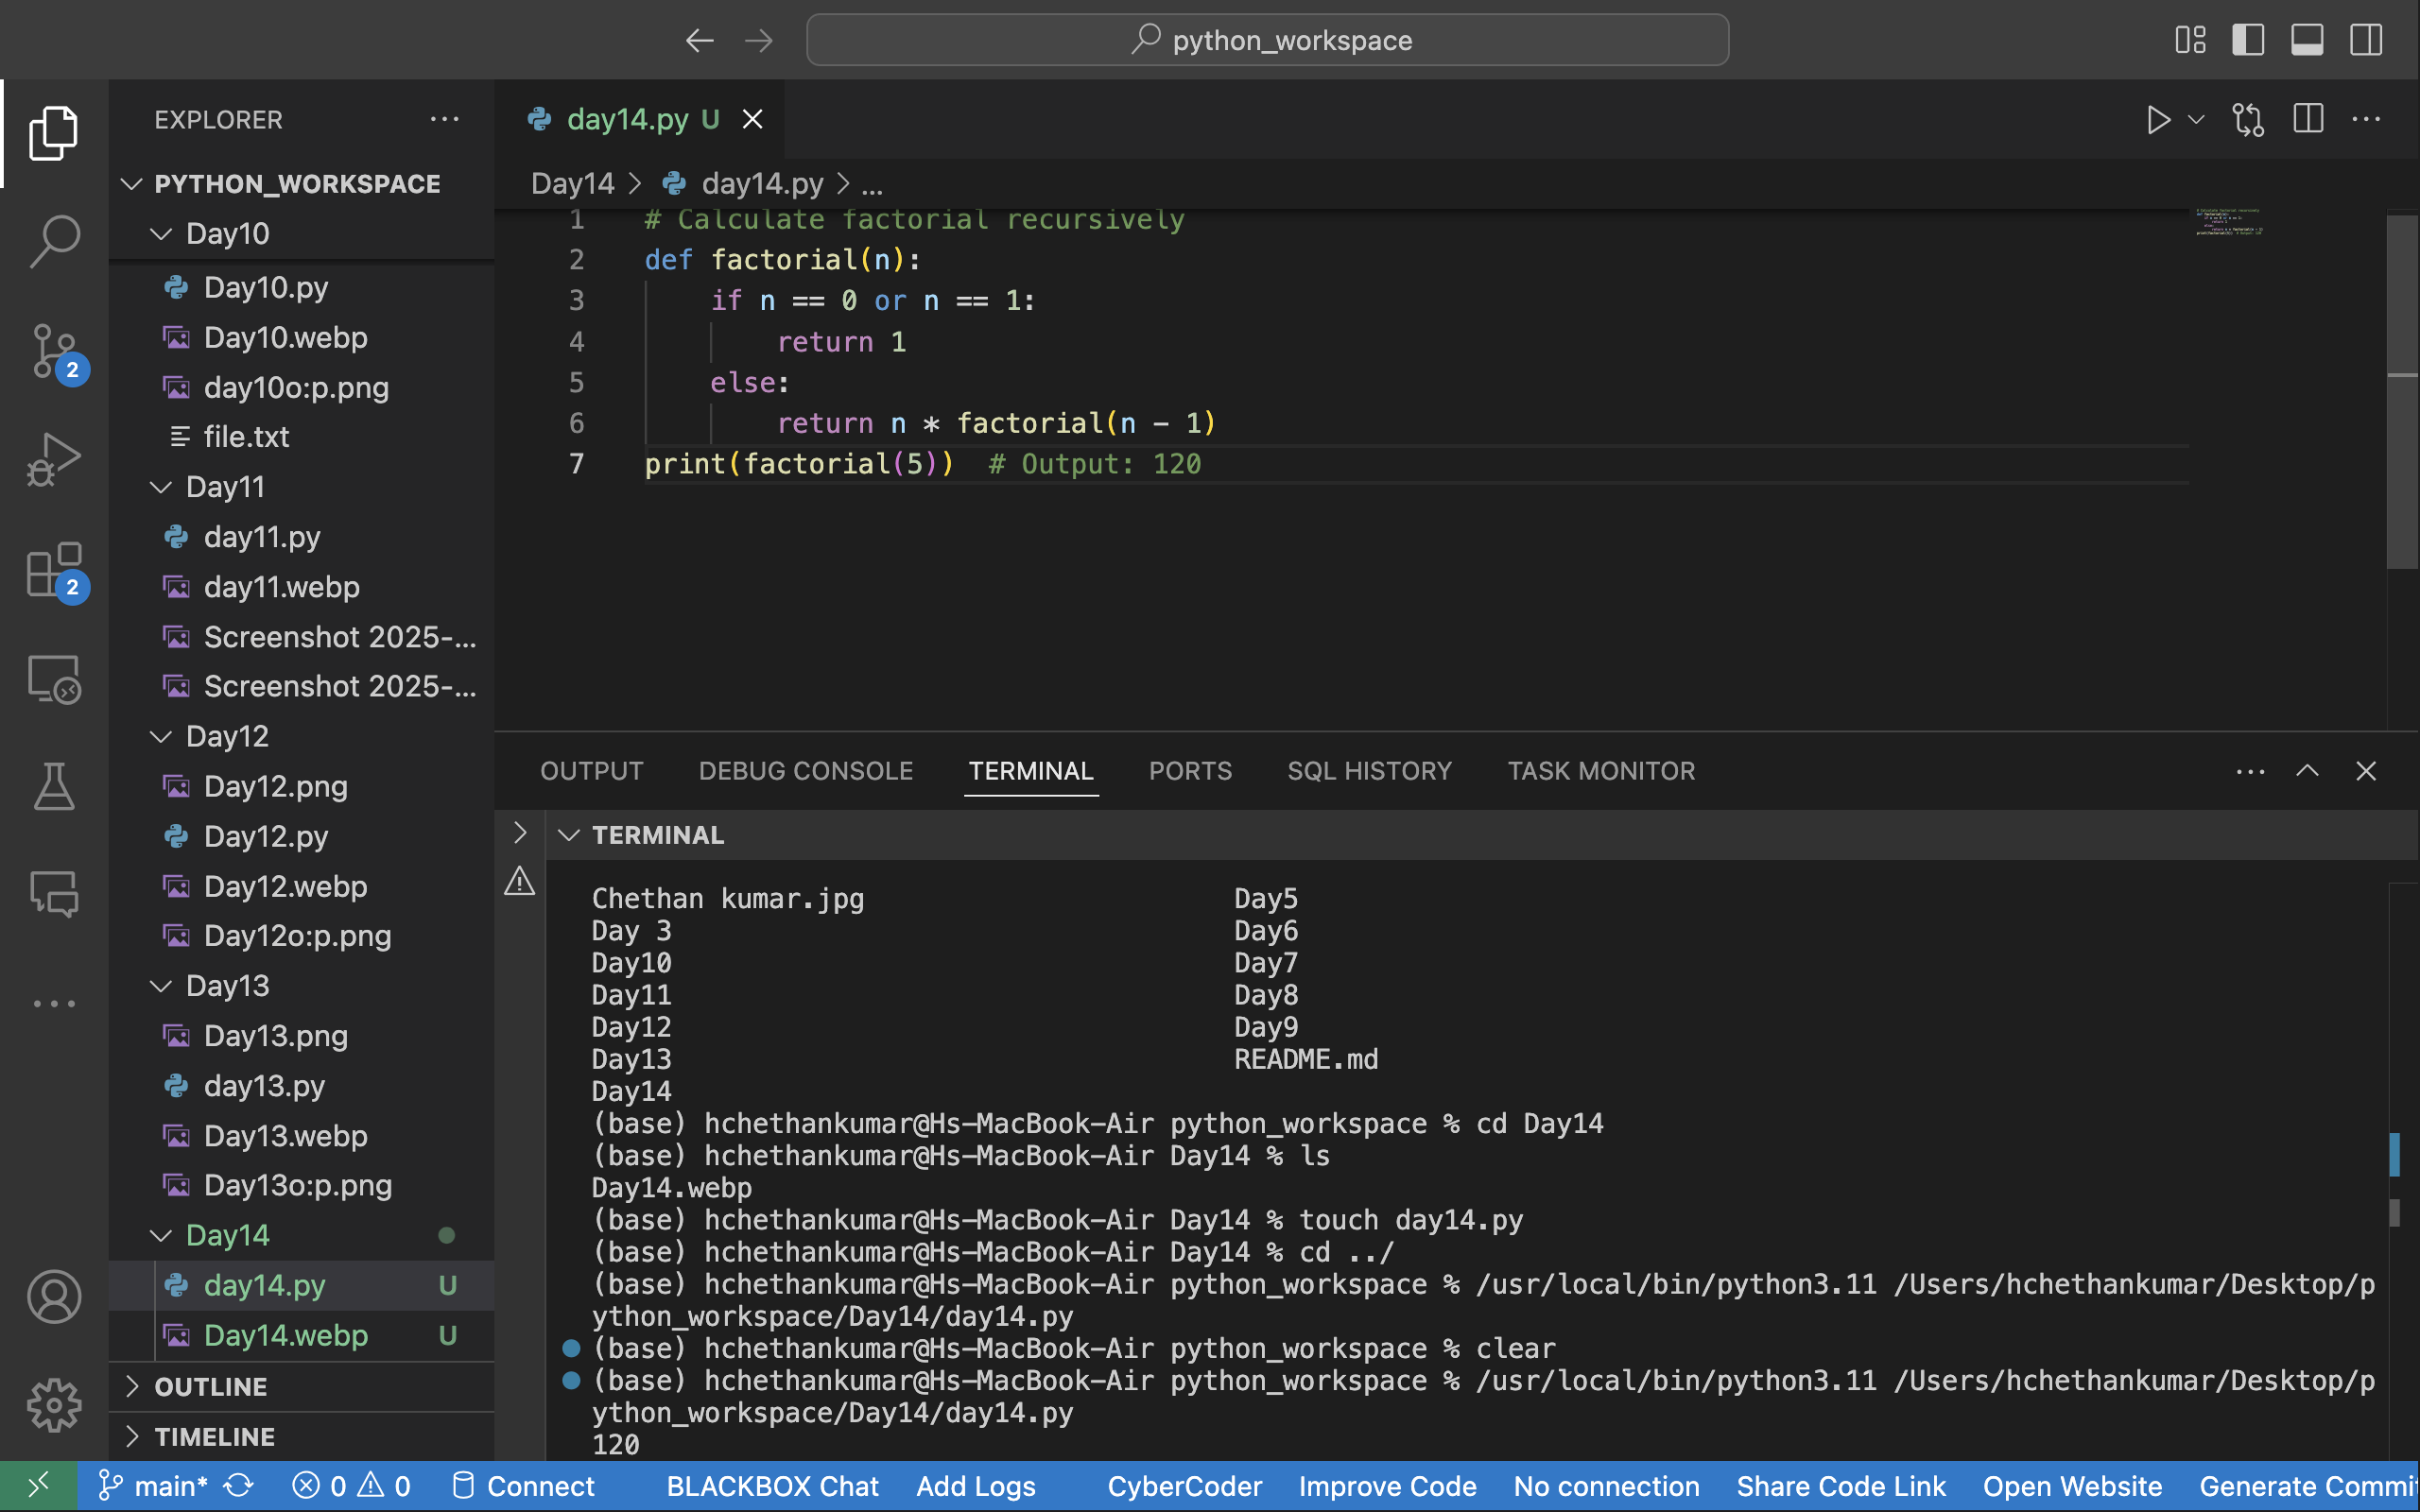 python_workspace
EXPLORER
PYTHON_WORKSPACE
Day10
Day10.py
Day10.webp
day10o:p.png
file.txt
Day11
day11.py
day11.webp
Screenshot 2025-...
Screenshot 2025-...
Day12
Day12.png
Day12.py
Day12.webp
Day12o:p.png
Day13
Day13.png
day13.py
Day13.webp
Day13o:p.png
Day14
day14.py U
Day14.webp U
OUTLINE
TIMELINE
2
2
day14.py U
Day14 > day14.py > ...
1 # Calculate factorial recursively
2 def factorial(n):
3 if n == 0 or n == 1:
4 return 1
5 else:
6 return n * factorial(n - 1)
7 print(factorial(5)) # Output: 120
OUTPUT DEBUG CONSOLE TERMINAL PORTS SQL HISTORY TASK MONITOR
TERMINAL
Chethan kumar.jpg Day5
Day 3 Day6
Day10 Day7
Day11 Day8
Day12 Day9
Day13 README.md
Day14
(base) hchethankumar@Hs-MacBook-Air python_workspace % cd Day14
(base) hchethankumar@Hs-MacBook-Air Day14 % ls
Day14.webp
(base) hchethankumar@Hs-MacBook-Air Day14 % touch day14.py
(base) hchethankumar@Hs-MacBook-Air Day14 % cd ../
(base) hchethankumar@Hs-MacBook-Air python_workspace % /usr/local/bin/python3.11 /Users/hchethankumar/Desktop/p
ython_workspace/Day14/day14.py
(base) hchethankumar@Hs-MacBook-Air python_workspace % clear
(base) hchethankumar@Hs-MacBook-Air python_workspace % /usr/local/bin/python3.11 /Users/hchethankumar/Desktop/p
ython_workspace/Day14/day14.py
120
main* 0 0 Connect BLACKBOX Chat Add Logs CyberCoder Improve Code No connection Share Code Link Open Website Generate Commit